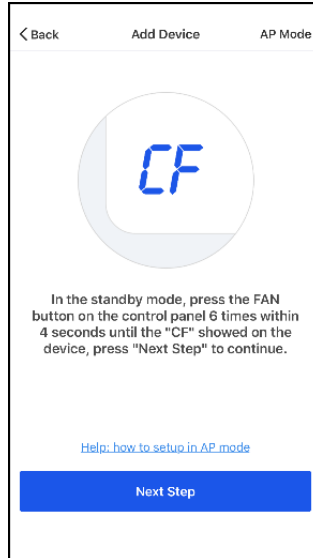 Back Add Device AP Mode
CF
In the standby mode, press the FAN
button on the control panel 6 times within
4 seconds until the "CF" showed on the
device, press "Next Step" to continue.
Help: how to setup in AP mode
Next Step